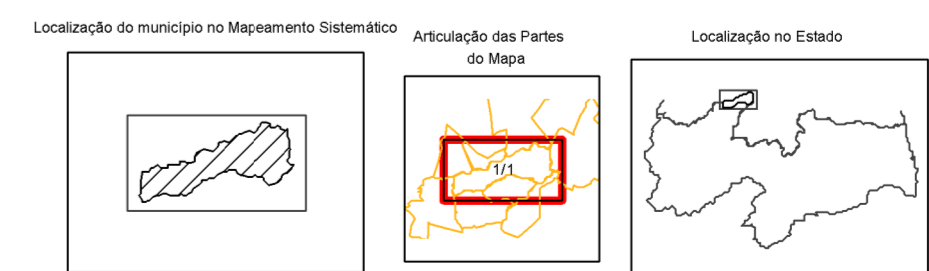 Localização do município no Mapeamento Sistemático
Articulação das Partes
do Mapa
Localização no Estado
1/1